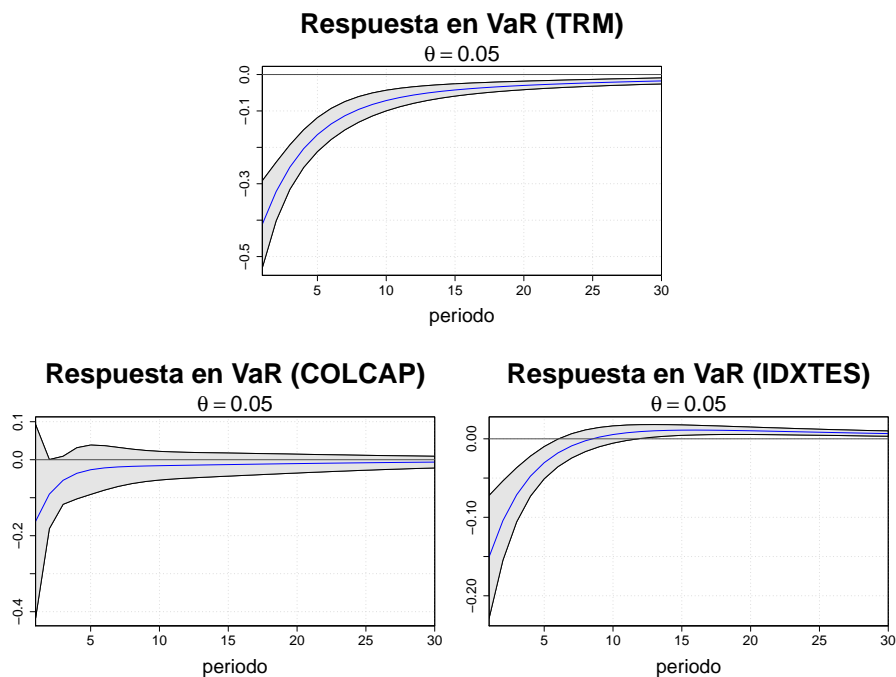 Respuesta en VaR (TRM)
θ = 0.05
0.0
−0.1
−0.3
−0.5
5 10 15 20 25 30
periodo
Respuesta en VaR (COLCAP)
θ = 0.05
0.1
0.0
−0.2
−0.4
5 10 15 20 25 30
periodo
Respuesta en VaR (IDXTES)
θ = 0.05
0.00
−0.10
−0.20
5 10 15 20 25 30
periodo